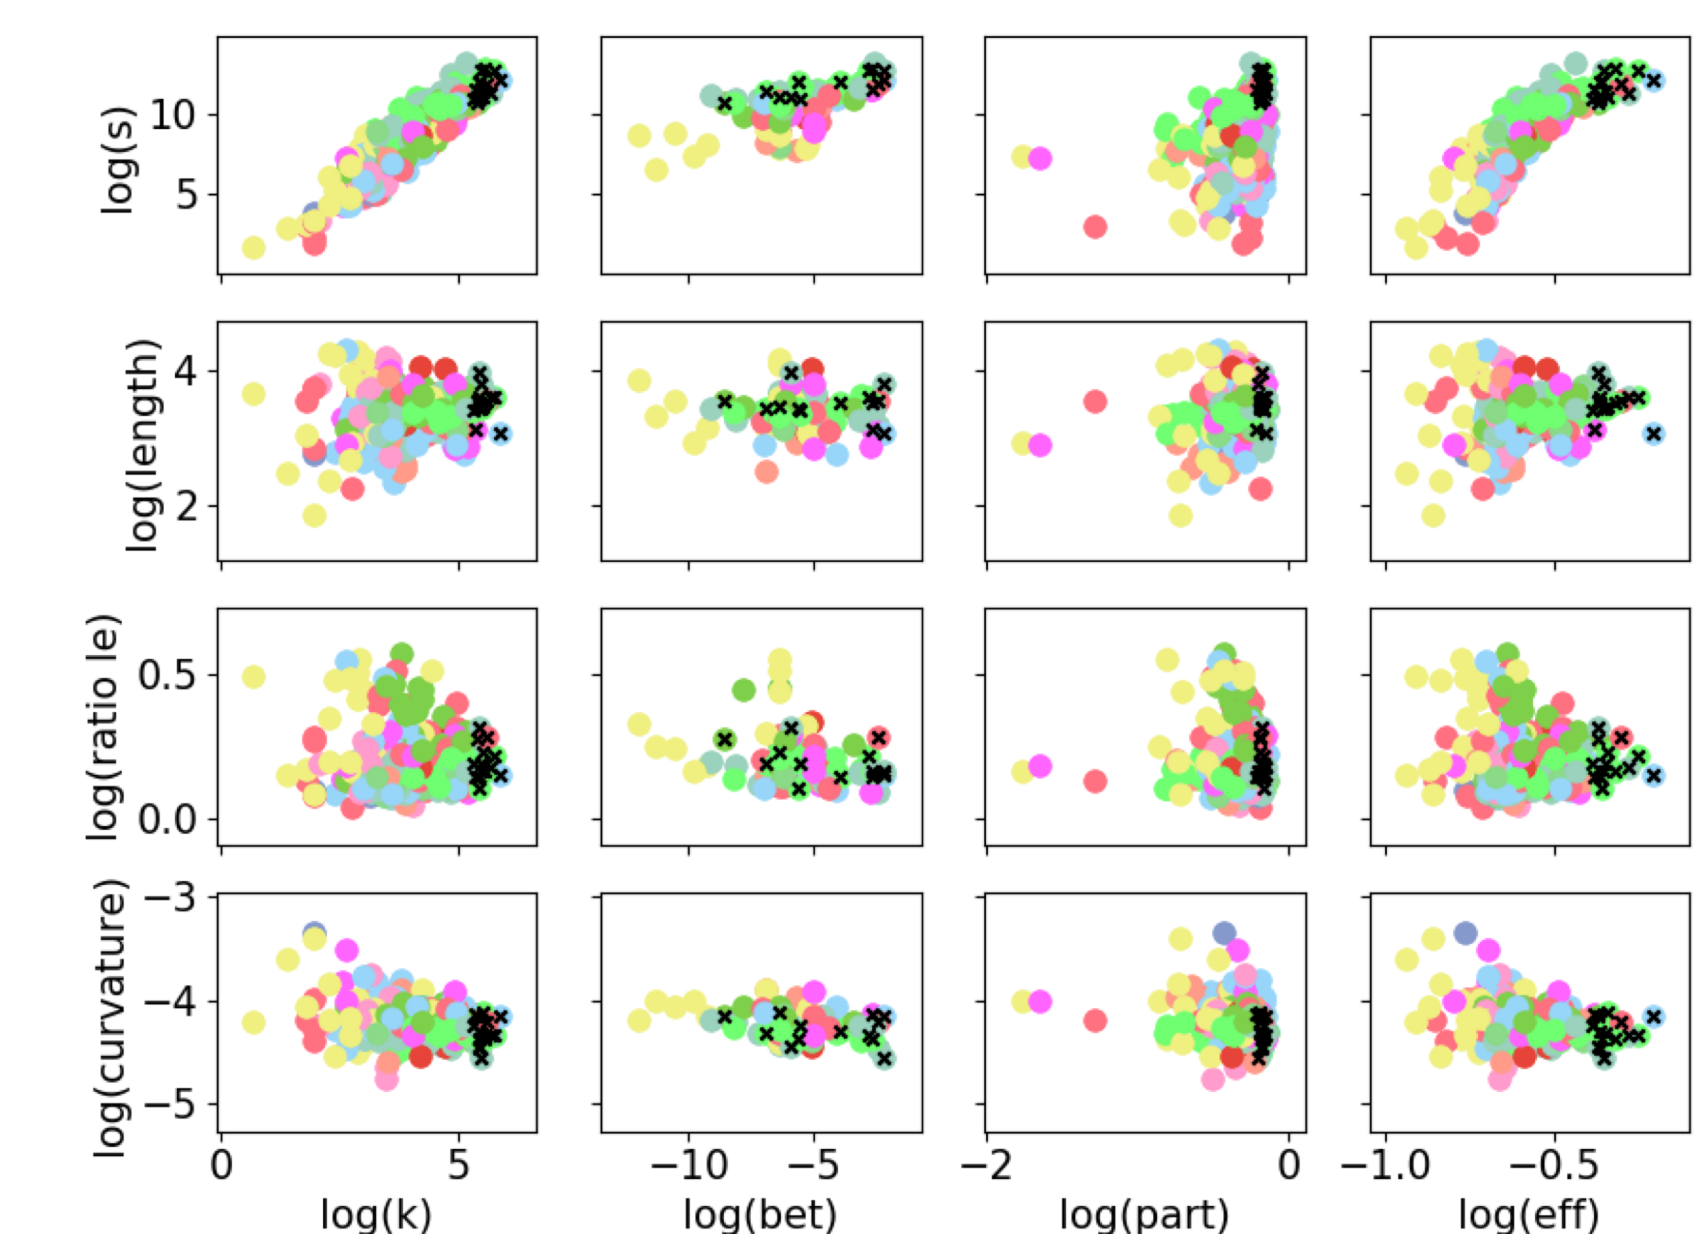 log(s)
10
5
log(length)
4
2
log(ratio le)
0.5
0.0
log(curvature)
−3
−4
−5
0 5
−10 −5
−2 0
−1.0 −0.5
log(k) log(bet) log(part) log(eff)